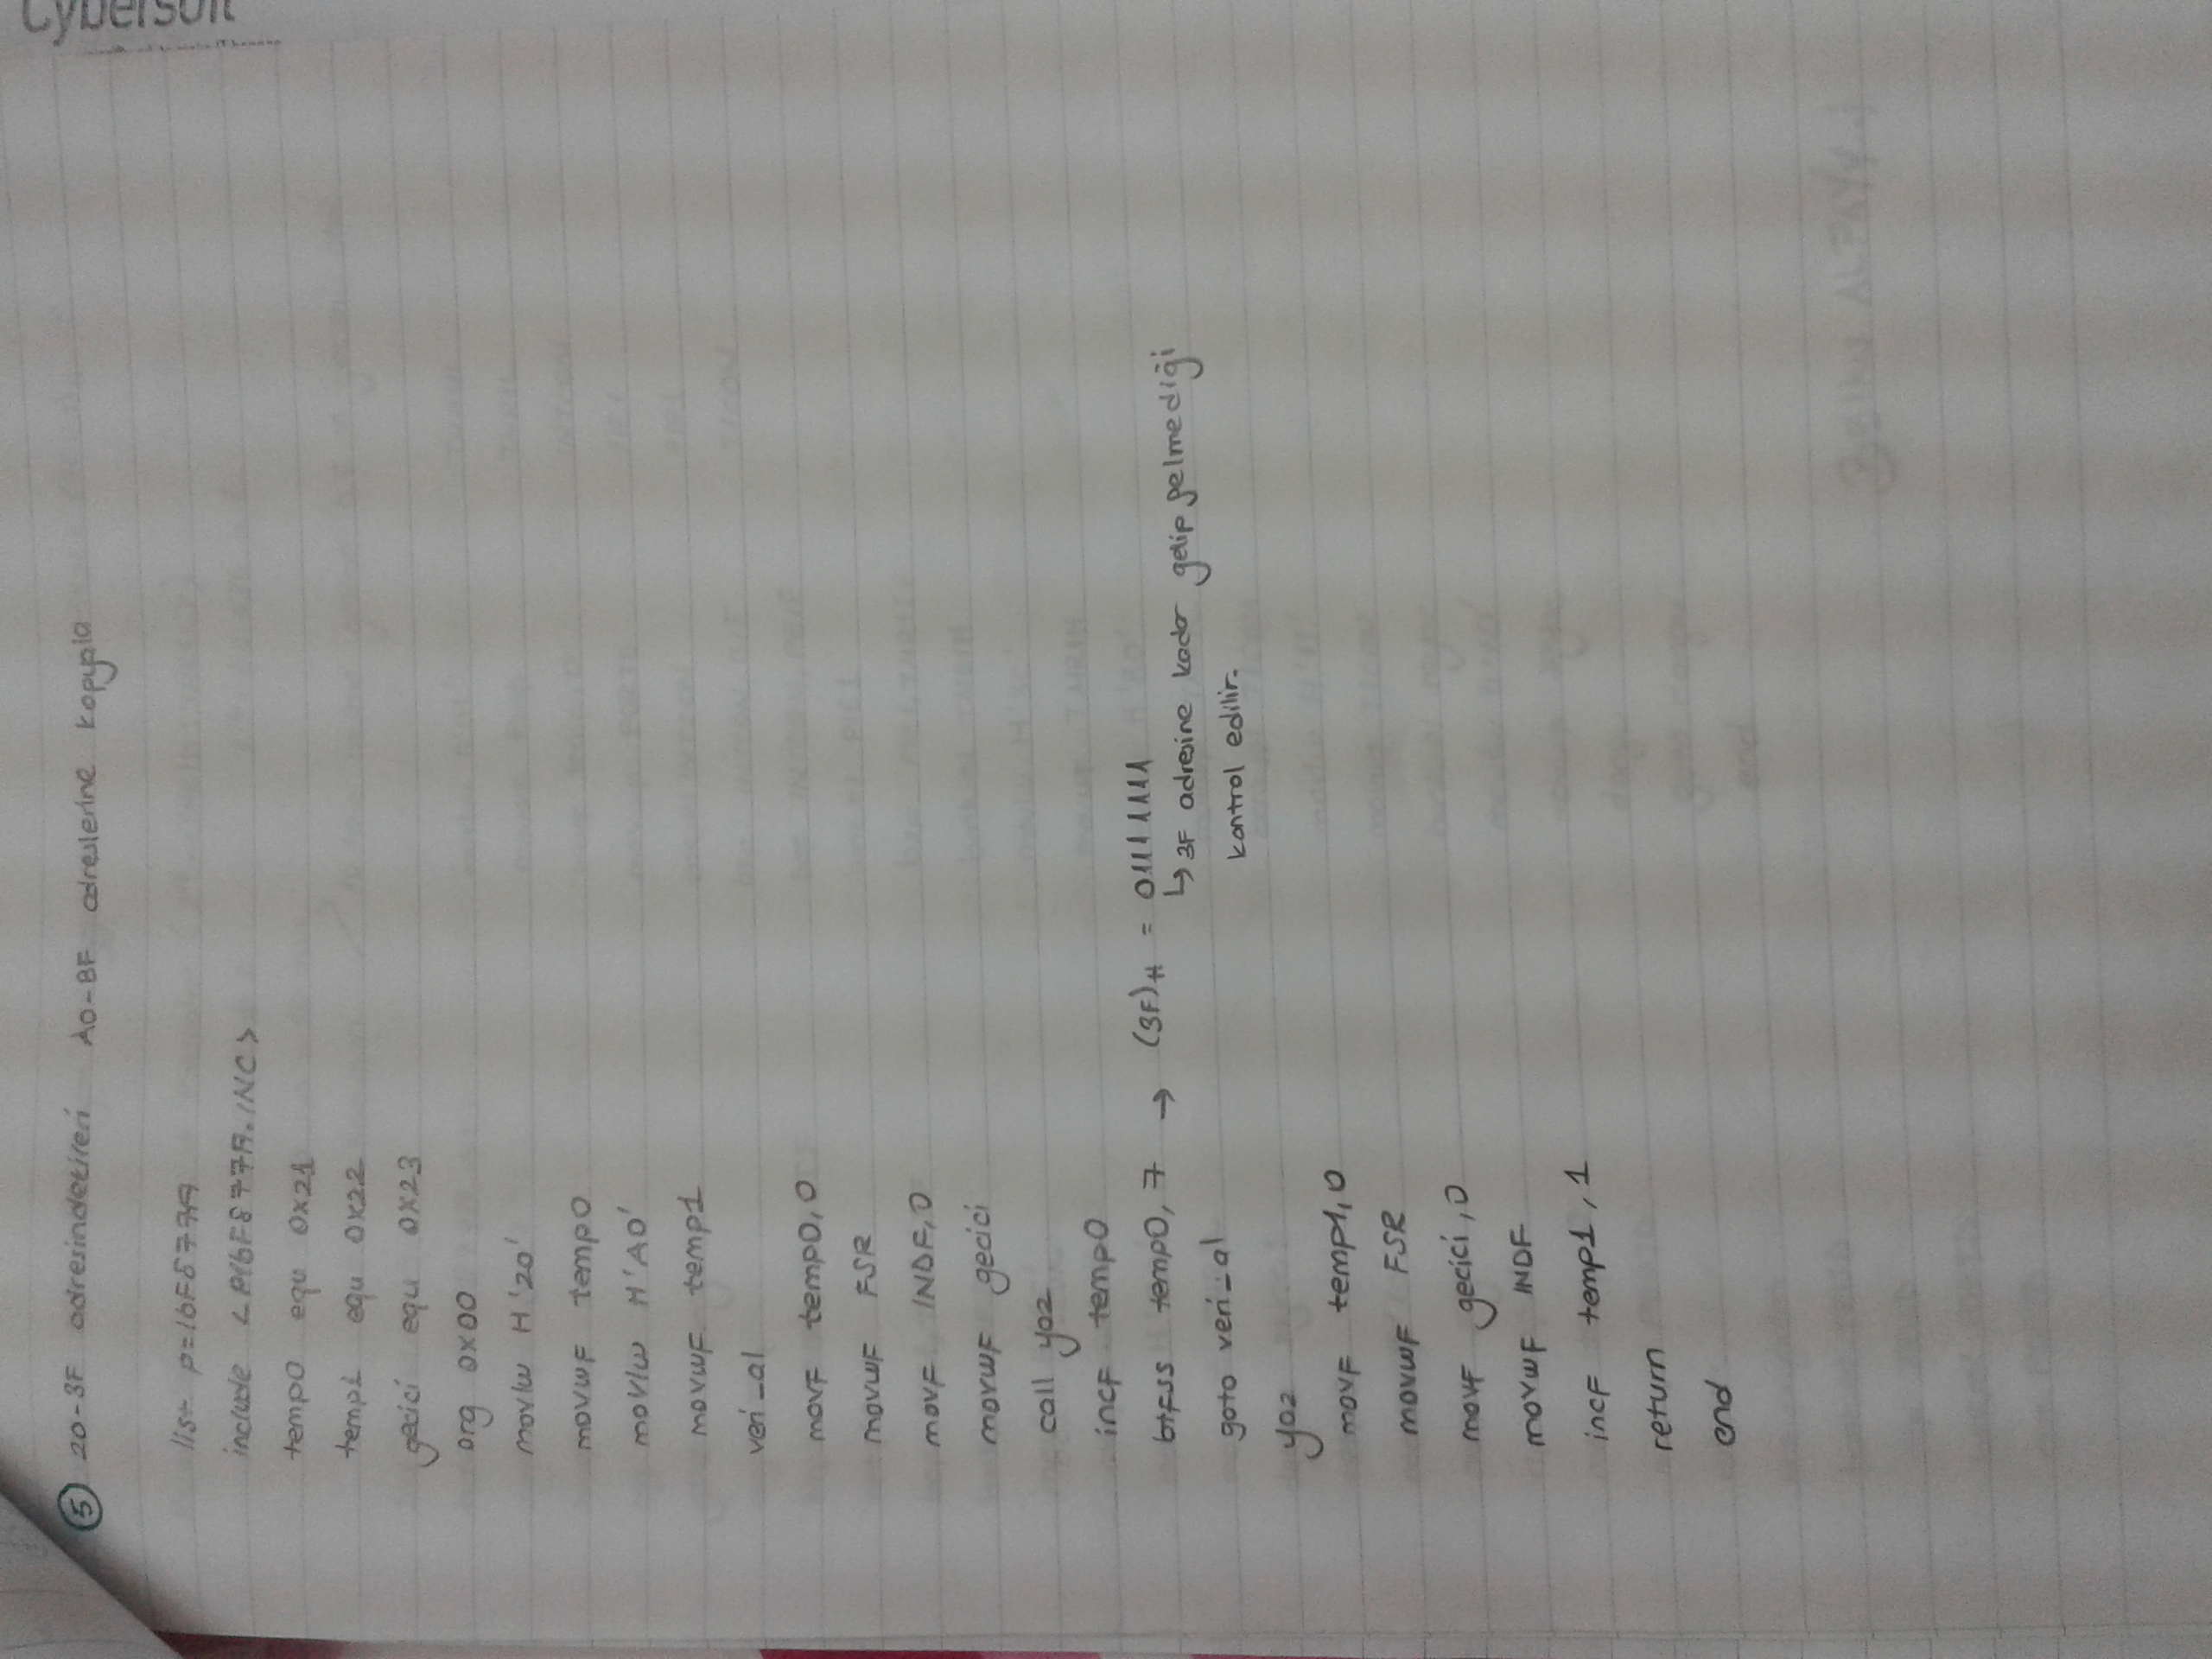 Cybersoft
⑤ 20-3F adresindekileri A0-BF adreslerine kopyala
list p=16F877A
include <P16F877A.INC>
temp0 equ 0x21
temp1 equ 0x22
gecici equ 0x23
org 0x00
movlw H'20'
movwf temp0
movlw H'A0'
movwf temp1
veri_al
movf temp0,0
movwf FSR
movf INDF,0
movwf gecici
call yaz
incf temp0
btfss temp0,7 → (3F)H = 01111111
↳ 3F adresine kadar gelip gelmediği
goto veri_al
kontrol edilir.
yaz
movf temp1,0
movwf FSR
movf gecici,0
movwf INDF
incf temp1,1
return
end